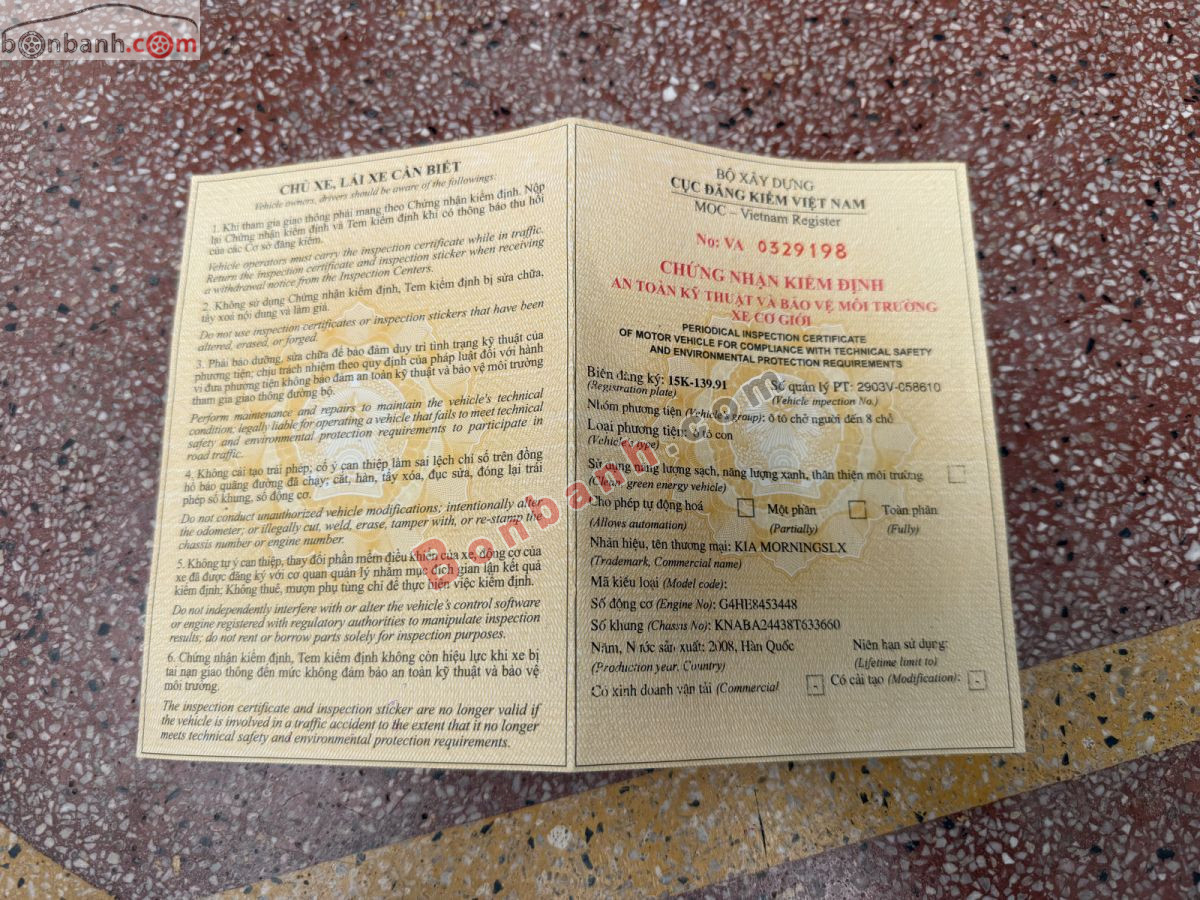 bonbanh.com
CHỦ XE, LÁI XE CẦN BIẾT
Vehicle owners, drivers should be aware of the followings:
1. Khi tham gia giao thông phải mang theo Chứng nhận kiểm định. Nộp
lại Chứng nhận kiểm định và Tem kiểm định khi có thông báo thu hồi
của các Cơ sở đăng kiểm.
Vehicle operators must carry the inspection certificate while in traffic.
Return the inspection certificate and inspection sticker when receiving
a withdrawal notice from the Inspection Centers.
2. Không sử dụng Chứng nhận kiểm định, Tem kiểm định bị sửa chữa,
tẩy xoá nội dung và làm giả.
Do not use inspection certificates or inspection stickers that have been
altered, erased, or forged.
3. Phải bảo dưỡng, sửa chữa để bảo đảm duy trì tình trạng kỹ thuật của
phương tiện; chịu trách nhiệm theo quy định của pháp luật đối với hành
vi đưa phương tiện không bảo đảm an toàn kỹ thuật và bảo vệ môi trường
tham gia giao thông đường bộ.
Perform maintenance and repairs to maintain the vehicle's technical
condition; legally liable for operating a vehicle that fails to meet technical
safety and environmental protection requirements to participate in
road traffic.
4. Không cải tạo trái phép; cố ý can thiệp làm sai lệch chỉ số trên đồng
hồ báo quãng đường đã chạy; cắt, hàn, tẩy xóa, đục sửa, đóng lại trái
phép số khung, số động cơ.
Do not conduct unauthorized vehicle modifications; intentionally alter
the odometer; or illegally cut, weld, erase, tamper with, or re-stamp the
chassis number or engine number.
5. Không tự ý can thiệp, thay đổi phần mềm điều khiển của xe, động cơ của
xe đã được đăng ký với cơ quan quản lý nhằm mục đích gian lận kết quả
kiểm định; Không thuê, mượn phụ tùng chỉ để thực hiện việc kiểm định.
Do not independently interfere with or alter the vehicle's control software
or engine registered with regulatory authorities to manipulate inspection
results; do not rent or borrow parts solely for inspection purposes.
6. Chứng nhận kiểm định, Tem kiểm định không còn hiệu lực khi xe bị
tai nạn giao thông đến mức không đảm bảo an toàn kỹ thuật và bảo vệ
môi trường.
The inspection certificate and inspection sticker are no longer valid if
the vehicle is involved in a traffic accident to the extent that it no longer
meets technical safety and environmental protection requirements.
BỘ XÂY DỰNG
CỤC ĐĂNG KIỂM VIỆT NAM
MOC – Vietnam Register
No: VA 0329198
CHỨNG NHẬN KIỂM ĐỊNH
AN TOÀN KỸ THUẬT VÀ BẢO VỆ MÔI TRƯỜNG
XE CƠ GIỚI
PERIODICAL INSPECTION CERTIFICATE
OF MOTOR VEHICLE FOR COMPLIANCE WITH TECHNICAL SAFETY
AND ENVIRONMENTAL PROTECTION REQUIREMENTS
Biển đăng ký: 15K-139.91 Số quản lý PT: 2903V-058610
(Registration plate) (Vehicle inpection No.)
Nhóm phương tiện (Vehicle's group): ô tô chở người đến 8 chỗ
Loại phương tiện: ô tô con
(Vehicle's type)
Sử dụng năng lượng sạch, năng lượng xanh, thân thiện môi trường
(Clean, green energy vehicle)
Cho phép tự động hoá Một phần Toàn phần
(Allows automation) (Partially) (Fully)
Nhãn hiệu, tên thương mại: KIA MORNINGSLX
(Trademark, Commercial name)
Mã kiểu loại (Model code):
Số động cơ (Engine No): G4HE8453448
Số khung (Chassis No): KNABA24438T633660
Năm, Nước sản xuất: 2008, Hàn Quốc Niên hạn sử dụng:
(Production year, Country) (Lifetime limit to)
Có kinh doanh vận tải (Commercial - Có cải tạo (Modification): -
Bonbanh.com